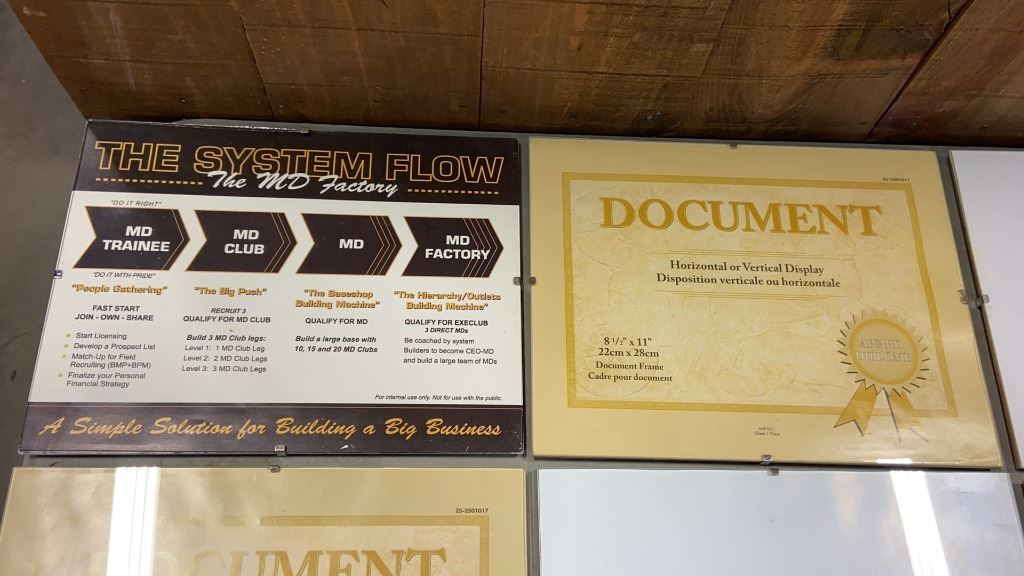 THE SYSTEM FLOW
The MD Factory
"DO IT RIGHT"
MD TRAINEE
"DO IT WITH PRIDE"
"People Gathering"
FAST START
JOIN - OWN - SHARE
Start Licensing
Develop a Prospect List
Match-Up for Field
Recruiting (BMP+BPM)
Finalize your Personal
Financial Strategy
MD CLUB
"The Big Push"
RECRUIT 3
QUALIFY FOR MD CLUB
Build 3 MD Club legs:
Level 1: 1 MD Club Leg
Level 2: 2 MD Club Legs
Level 3: 3 MD Club Legs
MD
"The Baseshop
Building Machine"
QUALIFY FOR MD
Build a large base with
10, 15 and 20 MD Clubs
MD FACTORY
"The Hierarchy/Outlets
Building Machine"
QUALIFY FOR EXECLUB
3 DIRECT MDs
Be coached by system
Builders to become CEO-MD
and build a large team of MDs
For internal use only. Not for use with the public.
A Simple Solution for Building a Big Business
25-2501017
DOCUMENT
Horizontal or Vertical Display
Disposition verticale ou horizontale
8 1/2" x 11"
22cm x 28cm
Document Frame
Cadre pour document
AWARD
DIPLOME
25-2501017
DOCUMENT